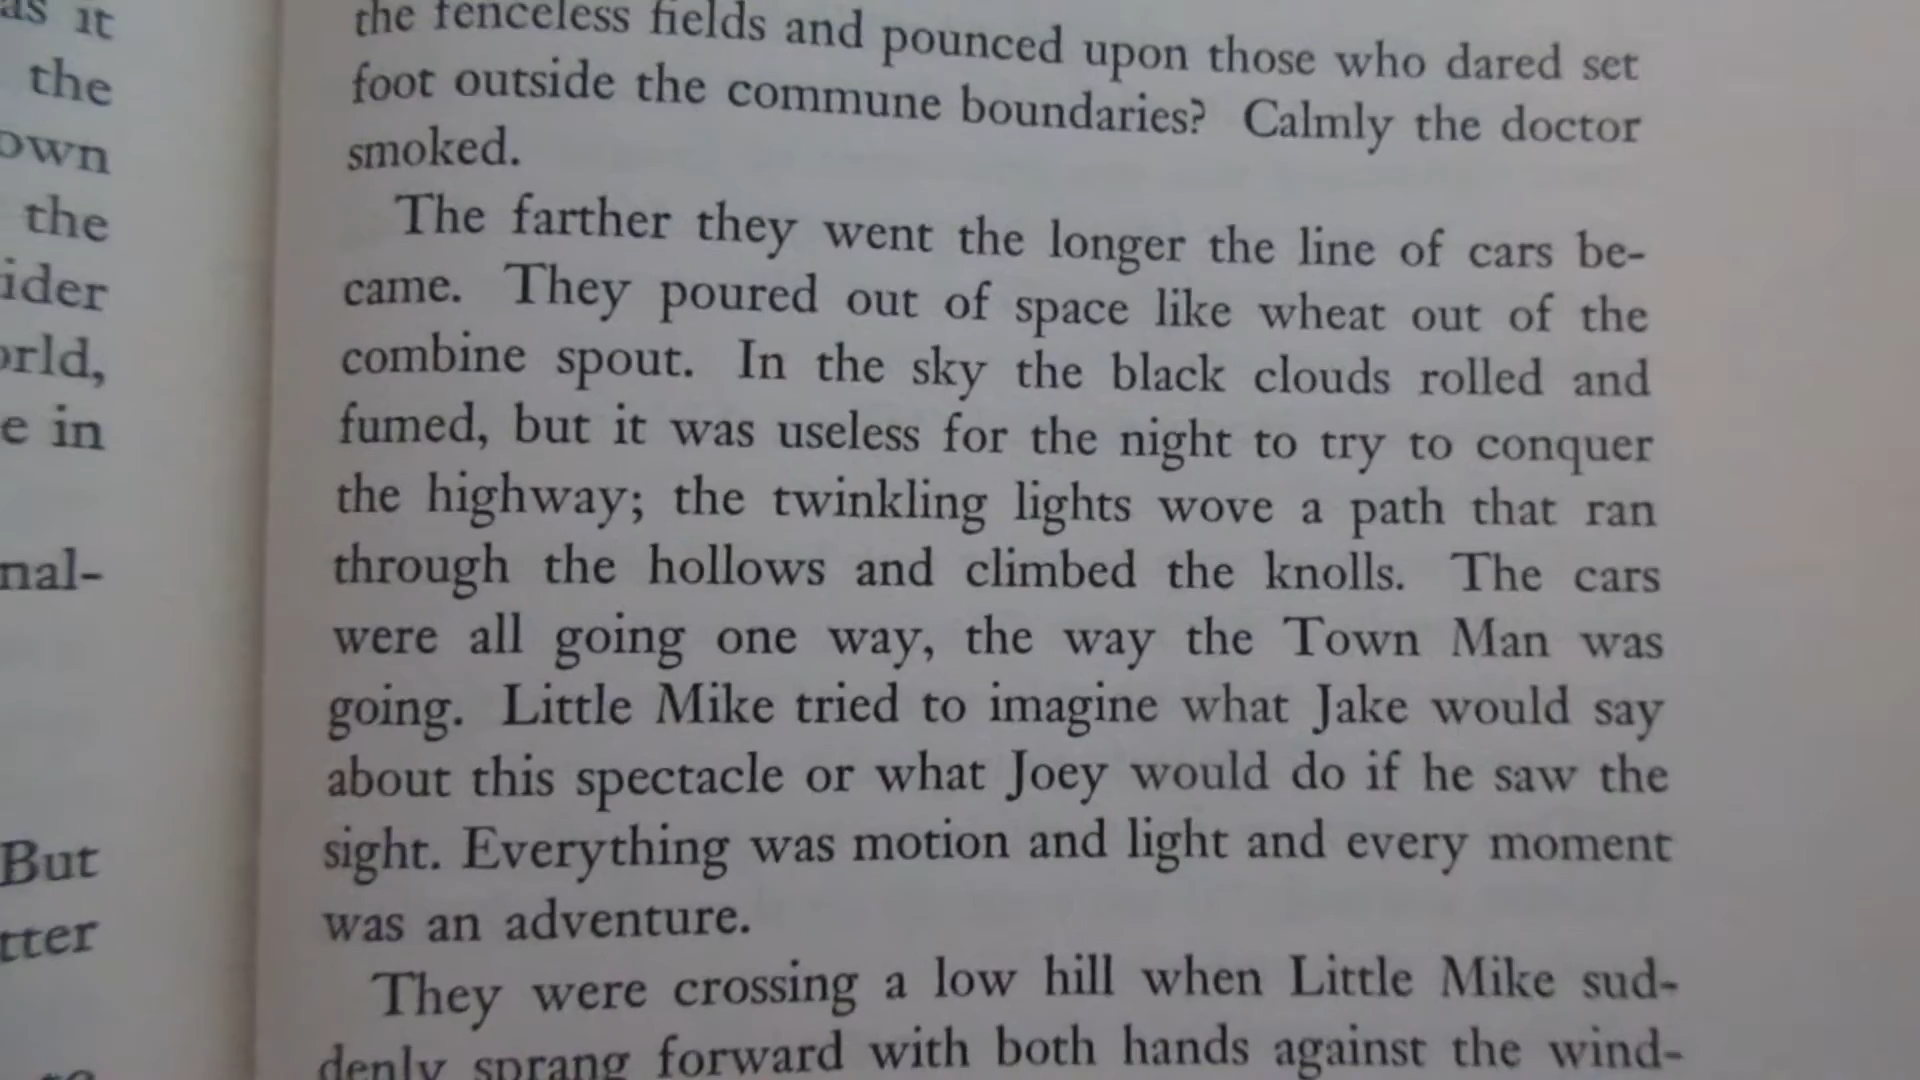 as it
the
own
the
ider
orld,
e in
nal-
But
tter
to
the fenceless fields and pounced upon those who dared set
foot outside the commune boundaries? Calmly the doctor
smoked.
The farther they went the longer the line of cars be-
came. They poured out of space like wheat out of the
combine spout. In the sky the black clouds rolled and
fumed, but it was useless for the night to try to conquer
the highway; the twinkling lights wove a path that ran
through the hollows and climbed the knolls. The cars
were all going one way, the way the Town Man was
going. Little Mike tried to imagine what Jake would say
about this spectacle or what Joey would do if he saw the
sight. Everything was motion and light and every moment
was an adventure.
They were crossing a low hill when Little Mike sud-
denly sprang forward with both hands against the wind-